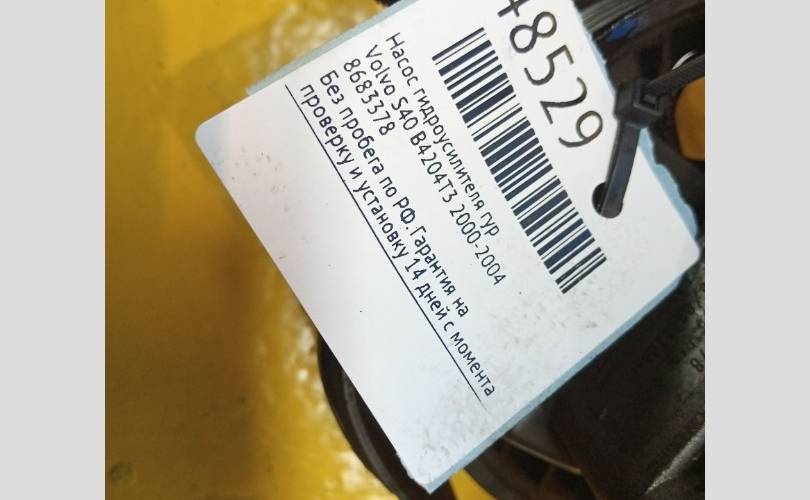 48529
Насос гидроусилителя гур
Volvo S40 B4204T3 2000-2004
8683378
Без пробега по РФ. Гарантия на
проверку и установку 14 дней с момента